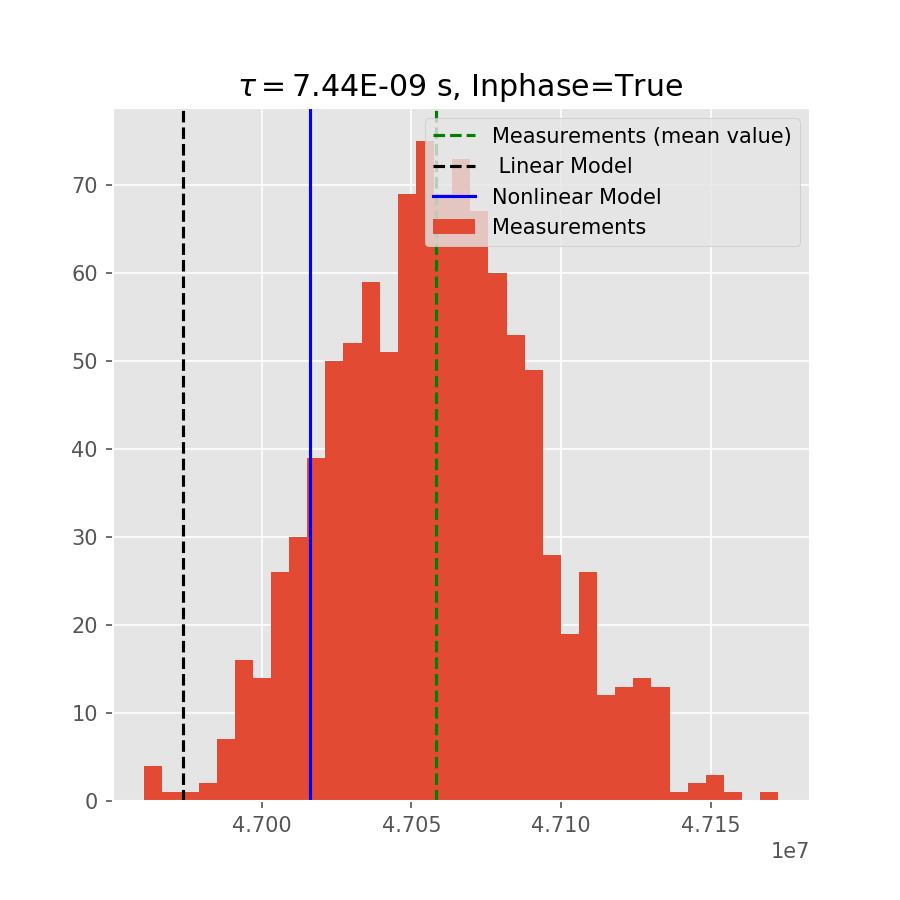 τ = 7.44E-09 s, Inphase=True
Measurements (mean value)
Linear Model
Nonlinear Model
Measurements
70
60
50
40
30
20
10
0
4.700 4.705 4.710 4.715
1e7